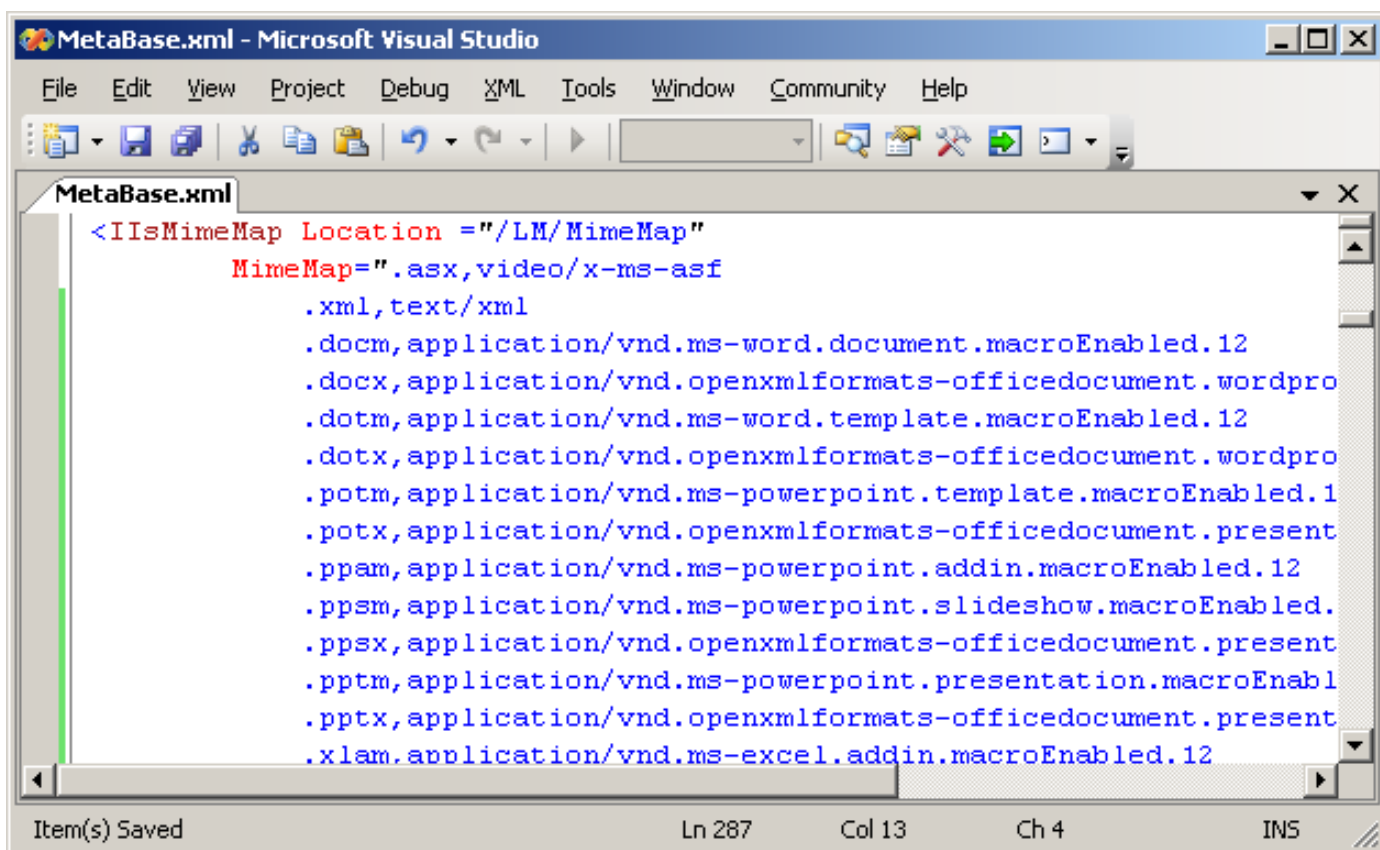 MetaBase.xml - Microsoft Visual Studio
File Edit View Project Debug XML Tools Window Community Help
MetaBase.xml
<IIsMimeMap Location ="/LM/MimeMap"
MimeMap=".asx,video/x-ms-asf
.xml,text/xml
.docm,application/vnd.ms-word.document.macroEnabled.12
.docx,application/vnd.openxmlformats-officedocument.wordpro
.dotm,application/vnd.ms-word.template.macroEnabled.12
.dotx,application/vnd.openxmlformats-officedocument.wordpro
.potm,application/vnd.ms-powerpoint.template.macroEnabled.1
.potx,application/vnd.openxmlformats-officedocument.present
.ppam,application/vnd.ms-powerpoint.addin.macroEnabled.12
.ppsm,application/vnd.ms-powerpoint.slideshow.macroEnabled.
.ppsx,application/vnd.openxmlformats-officedocument.present
.pptm,application/vnd.ms-powerpoint.presentation.macroEnabl
.pptx,application/vnd.openxmlformats-officedocument.present
.xlam,application/vnd.ms-excel.addin.macroEnabled.12
Item(s) Saved Ln 287 Col 13 Ch 4 INS